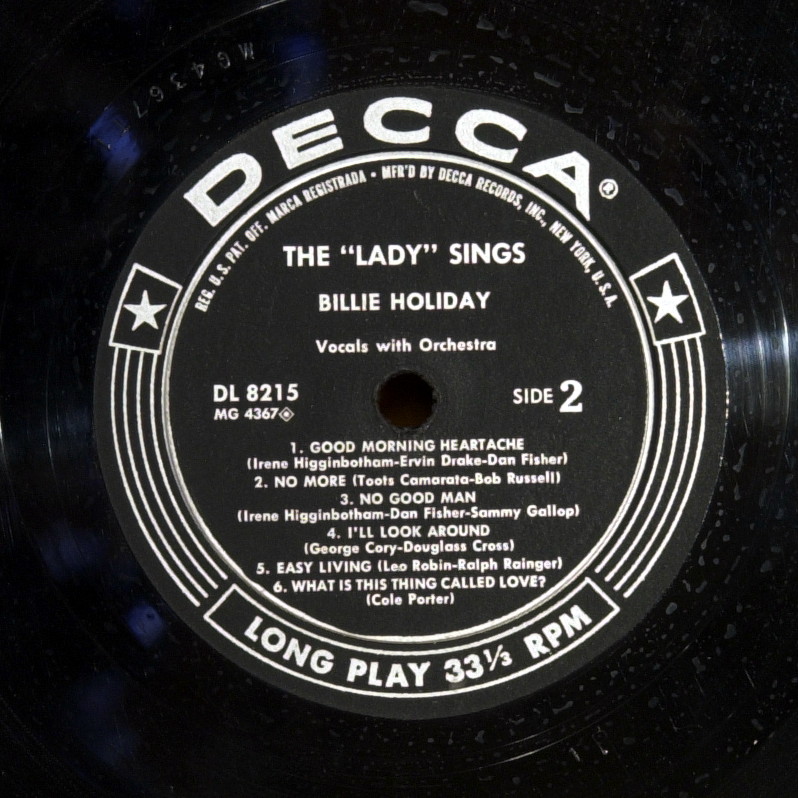 MG 4367
DECCA®
REG. U.S. PAT. OFF. MARCA REGISTRADA • MFR'D BY DECCA RECORDS, INC., NEW YORK, U.S.A.
THE “LADY” SINGS
BILLIE HOLIDAY
Vocals with Orchestra
DL 8215
SIDE 2
MG 4367
1. GOOD MORNING HEARTACHE
(Irene Higginbotham-Ervin Drake-Dan Fisher)
2. NO MORE (Toots Camarata-Bob Russell)
3. NO GOOD MAN
(Irene Higginbotham-Dan Fisher-Sammy Gallop)
4. I'LL LOOK AROUND
(George Cory-Douglass Cross)
5. EASY LIVING (Leo Robin-Ralph Rainger)
6. WHAT IS THIS THING CALLED LOVE?
(Cole Porter)
LONG PLAY 33⅓ RPM